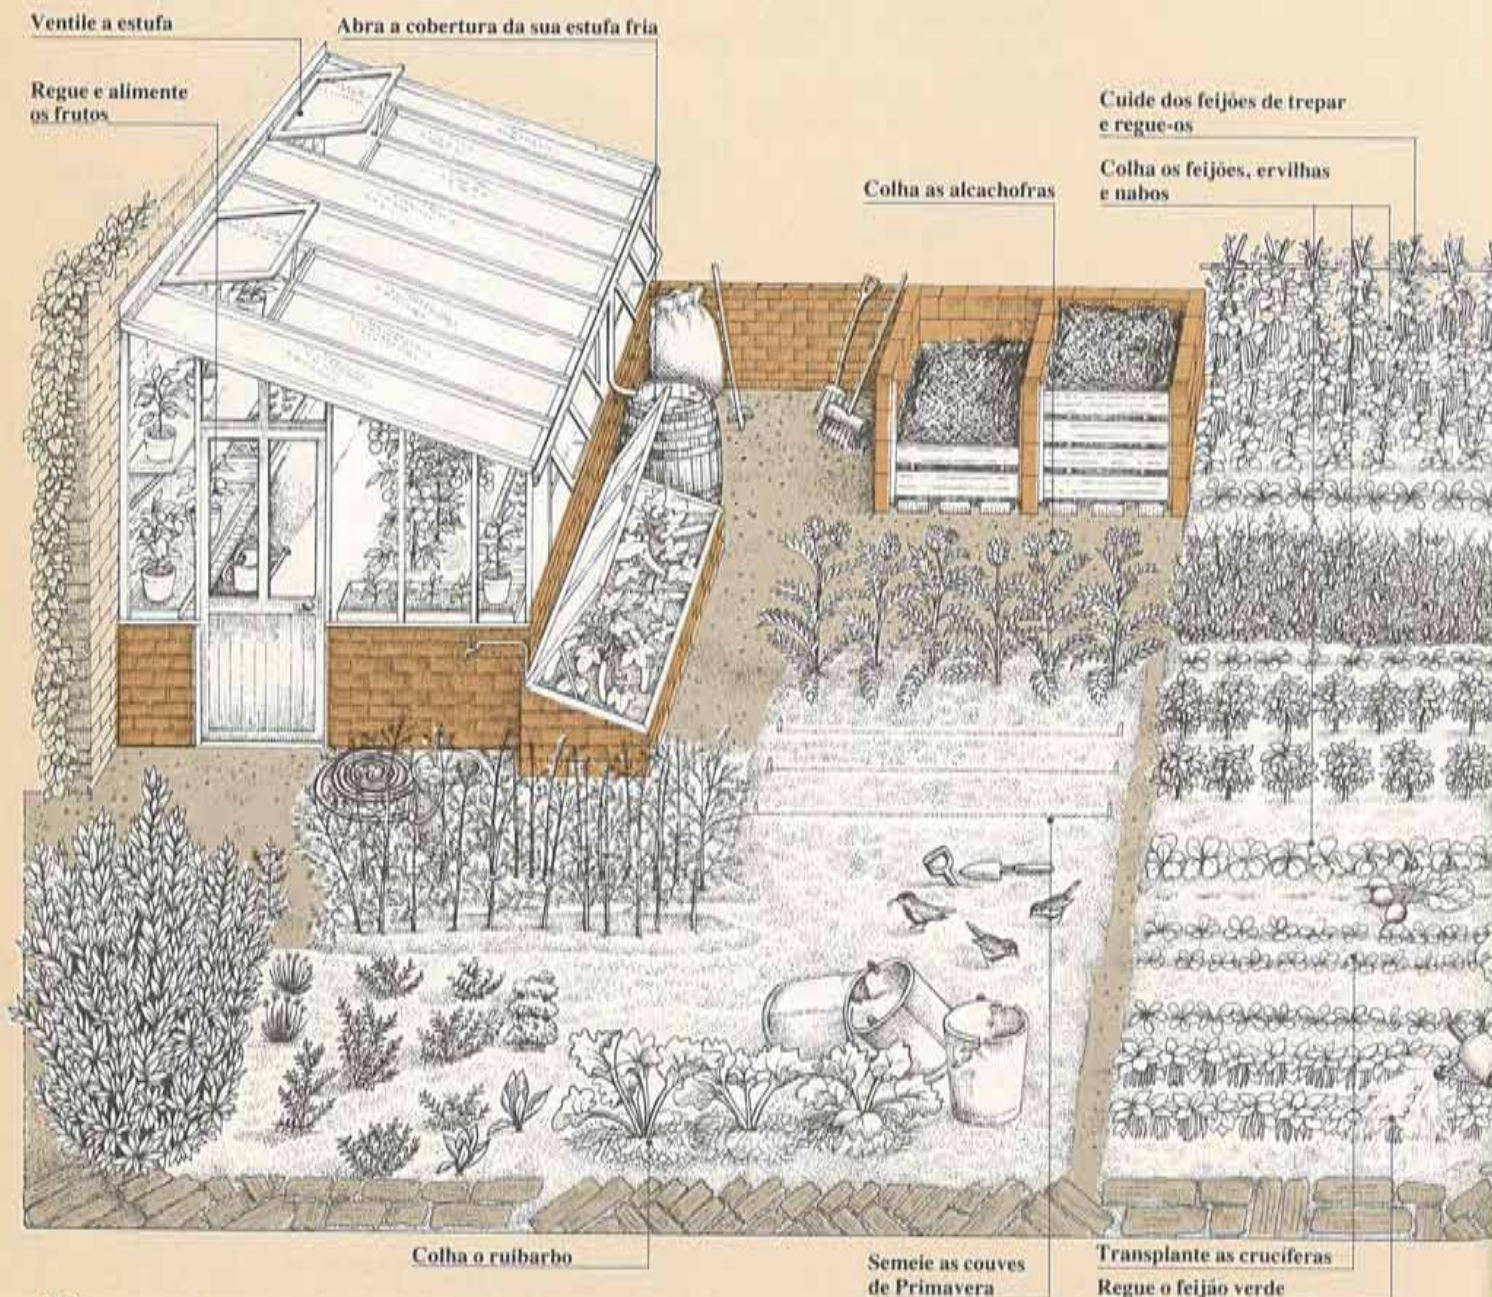 Ventile a estufa
Abra a cobertura da sua estufa fria
Regue e alimente
os frutos
Cuide dos feijões de trepar
e regue-os
Colha os feijões, ervilhas
e nabos
Colha as alcachofras
Colha o ruibarbo
Semeie as couves
de Primavera
Transplante as crucíferas
Regue o feijão verde